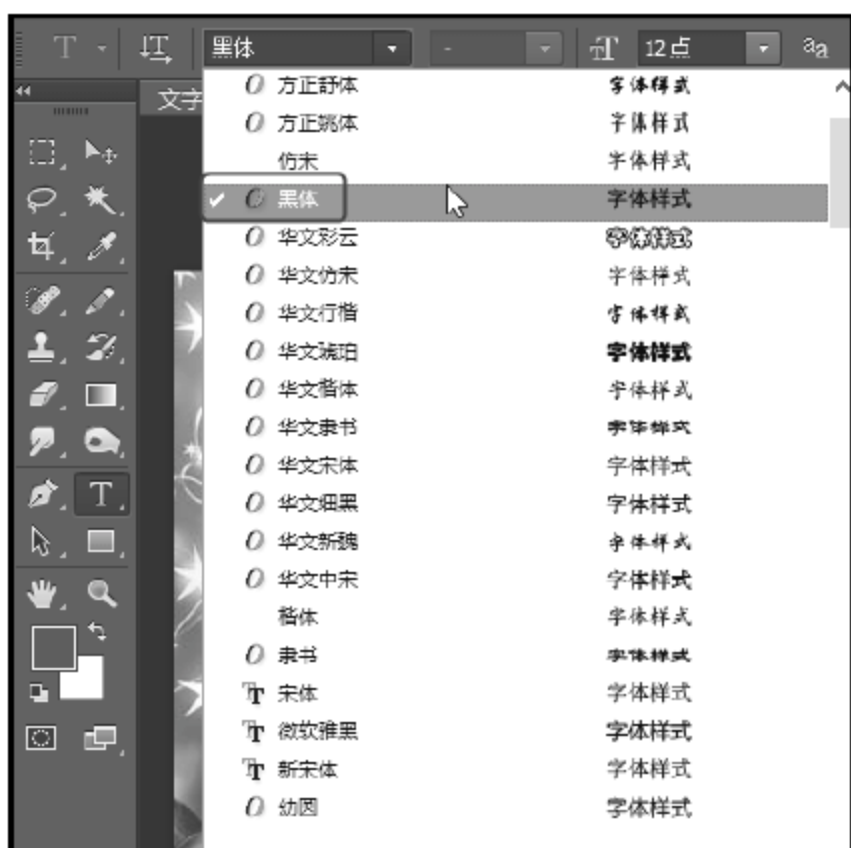 T 黑体 - 12点 aa
文字
方正舒体 字体样式
方正姚体 字体样式
仿宋 字体样式
黑体 字体样式
华文彩云 字体样式
华文仿宋 字体样式
华文行楷 字体样式
华文琥珀 字体样式
华文楷体 字体样式
华文隶书 字体样式
华文宋体 字体样式
华文细黑 字体样式
华文新魏 字体样式
华文中宋 字体样式
楷体 字体样式
隶书 字体样式
宋体 字体样式
微软雅黑 字体样式
新宋体 字体样式
幼圆 字体样式